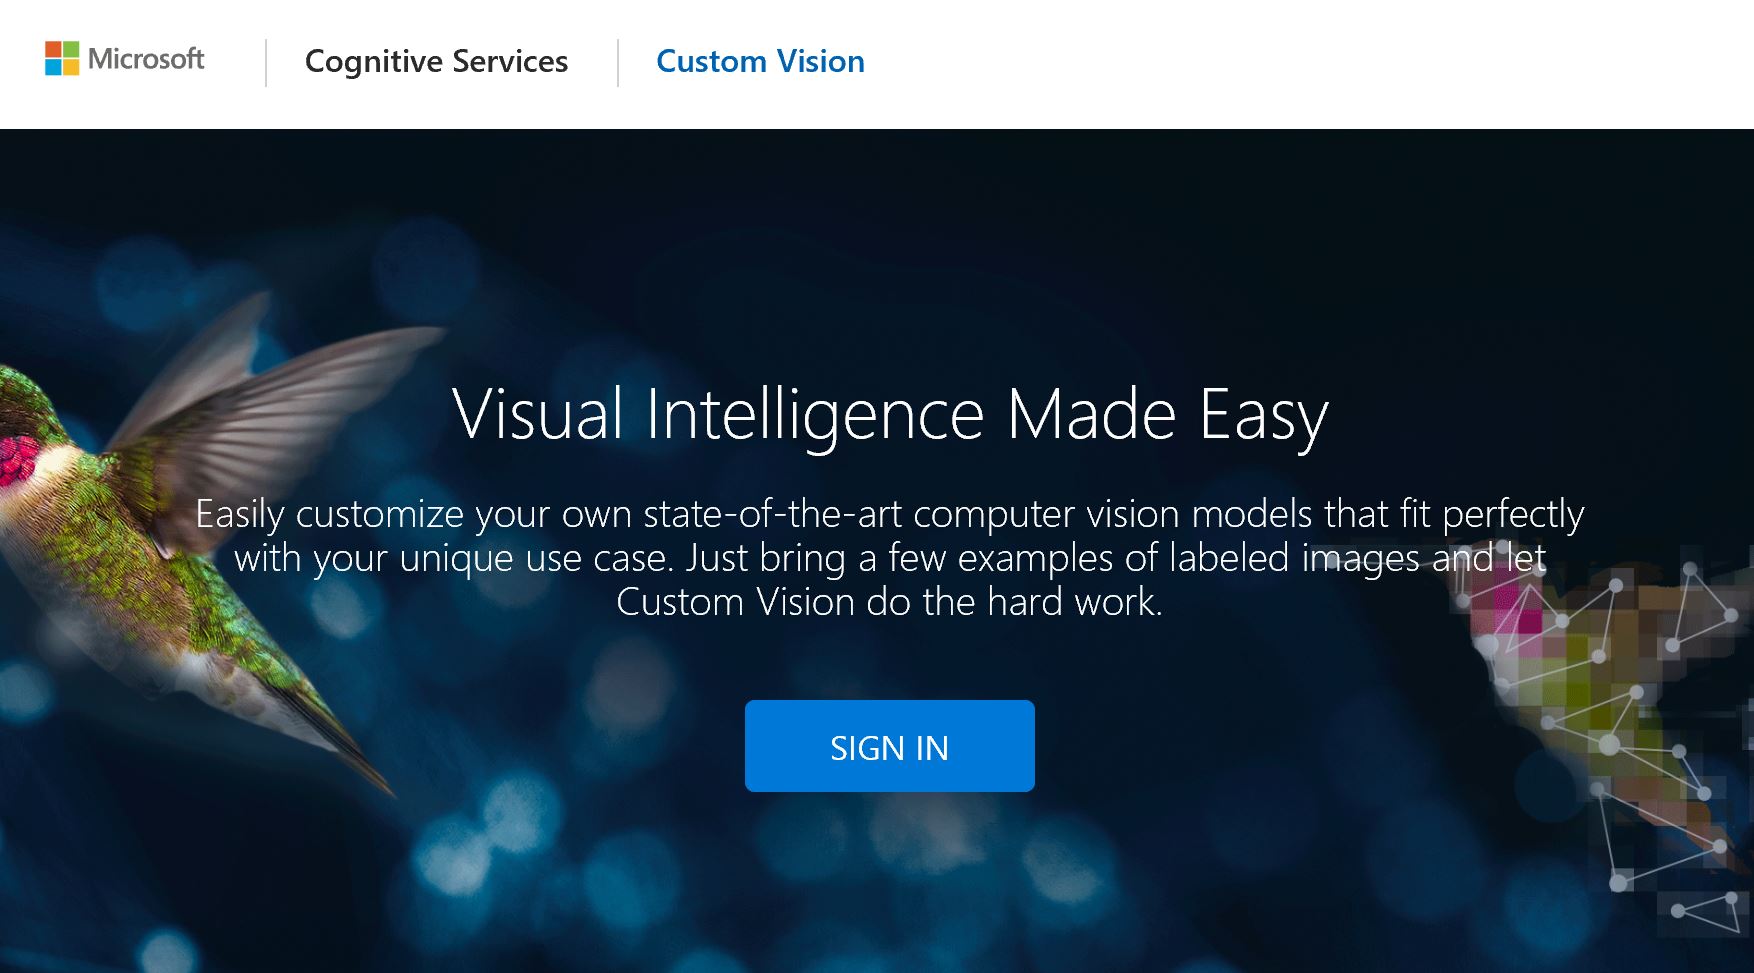 Microsoft
Cognitive Services
Custom Vision
Visual Intelligence Made Easy
Easily customize your own state-of-the-art computer vision models that fit perfectly
with your unique use case. Just bring a few examples of labeled images and let
Custom Vision do the hard work.
SIGN IN